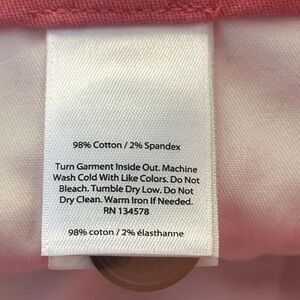 98% Cotton / 2% Spandex
Turn Garment Inside Out. Machine
Wash Cold With Like Colors. Do Not
Bleach. Tumble Dry Low. Do Not
Dry Clean. Warm Iron If Needed.
RN 134578
98% coton / 2% élasthanne